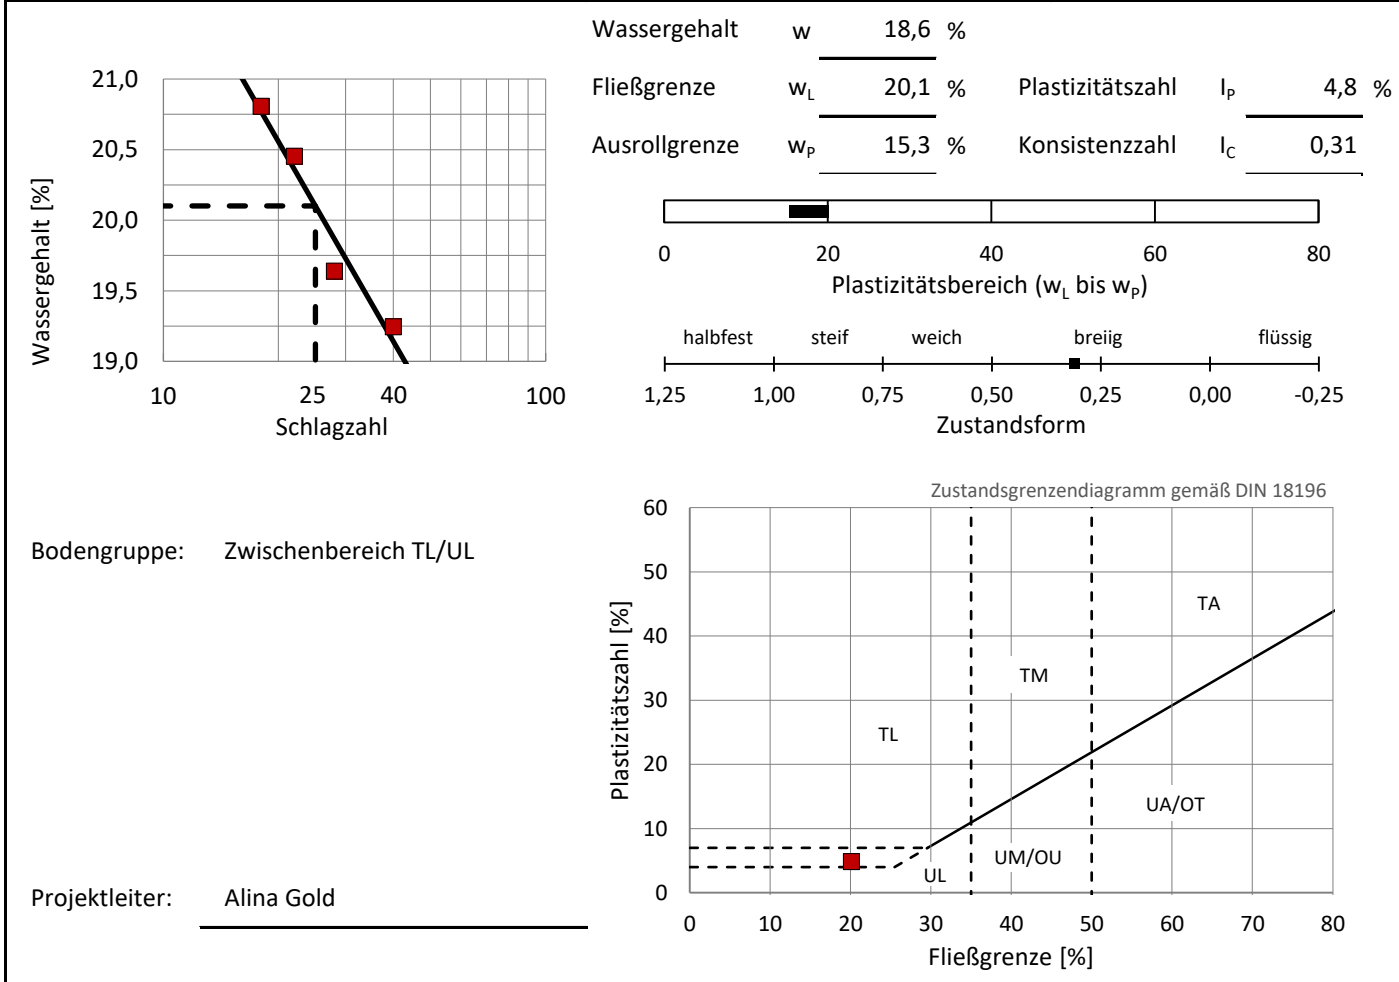 Wassergehalt w 18,6 %
Fließgrenze wL 20,1 % Plastizitätszahl IP 4,8 %
Ausrollgrenze wP 15,3 % Konsistenzzahl IC 0,31
21,0
20,5
20,0
19,5
19,0
Wassergehalt [%]
10 25 40 100
Schlagzahl
0 20 40 60 80
Plastizitätsbereich (wL bis wP)
halbfest steif weich breiig flüssig
1,25 1,00 0,75 0,50 0,25 0,00 -0,25
Zustandsform
Bodengruppe: Zwischenbereich TL/UL
Projektleiter: Alina Gold
Zustandsgrenzendiagramm gemäß DIN 18196
60
50
40
30
20
10
0
Plastizitätszahl [%]
TA
TM
TL
UA/OT
UM/OU
UL
0 10 20 30 40 50 60 70 80
Fließgrenze [%]